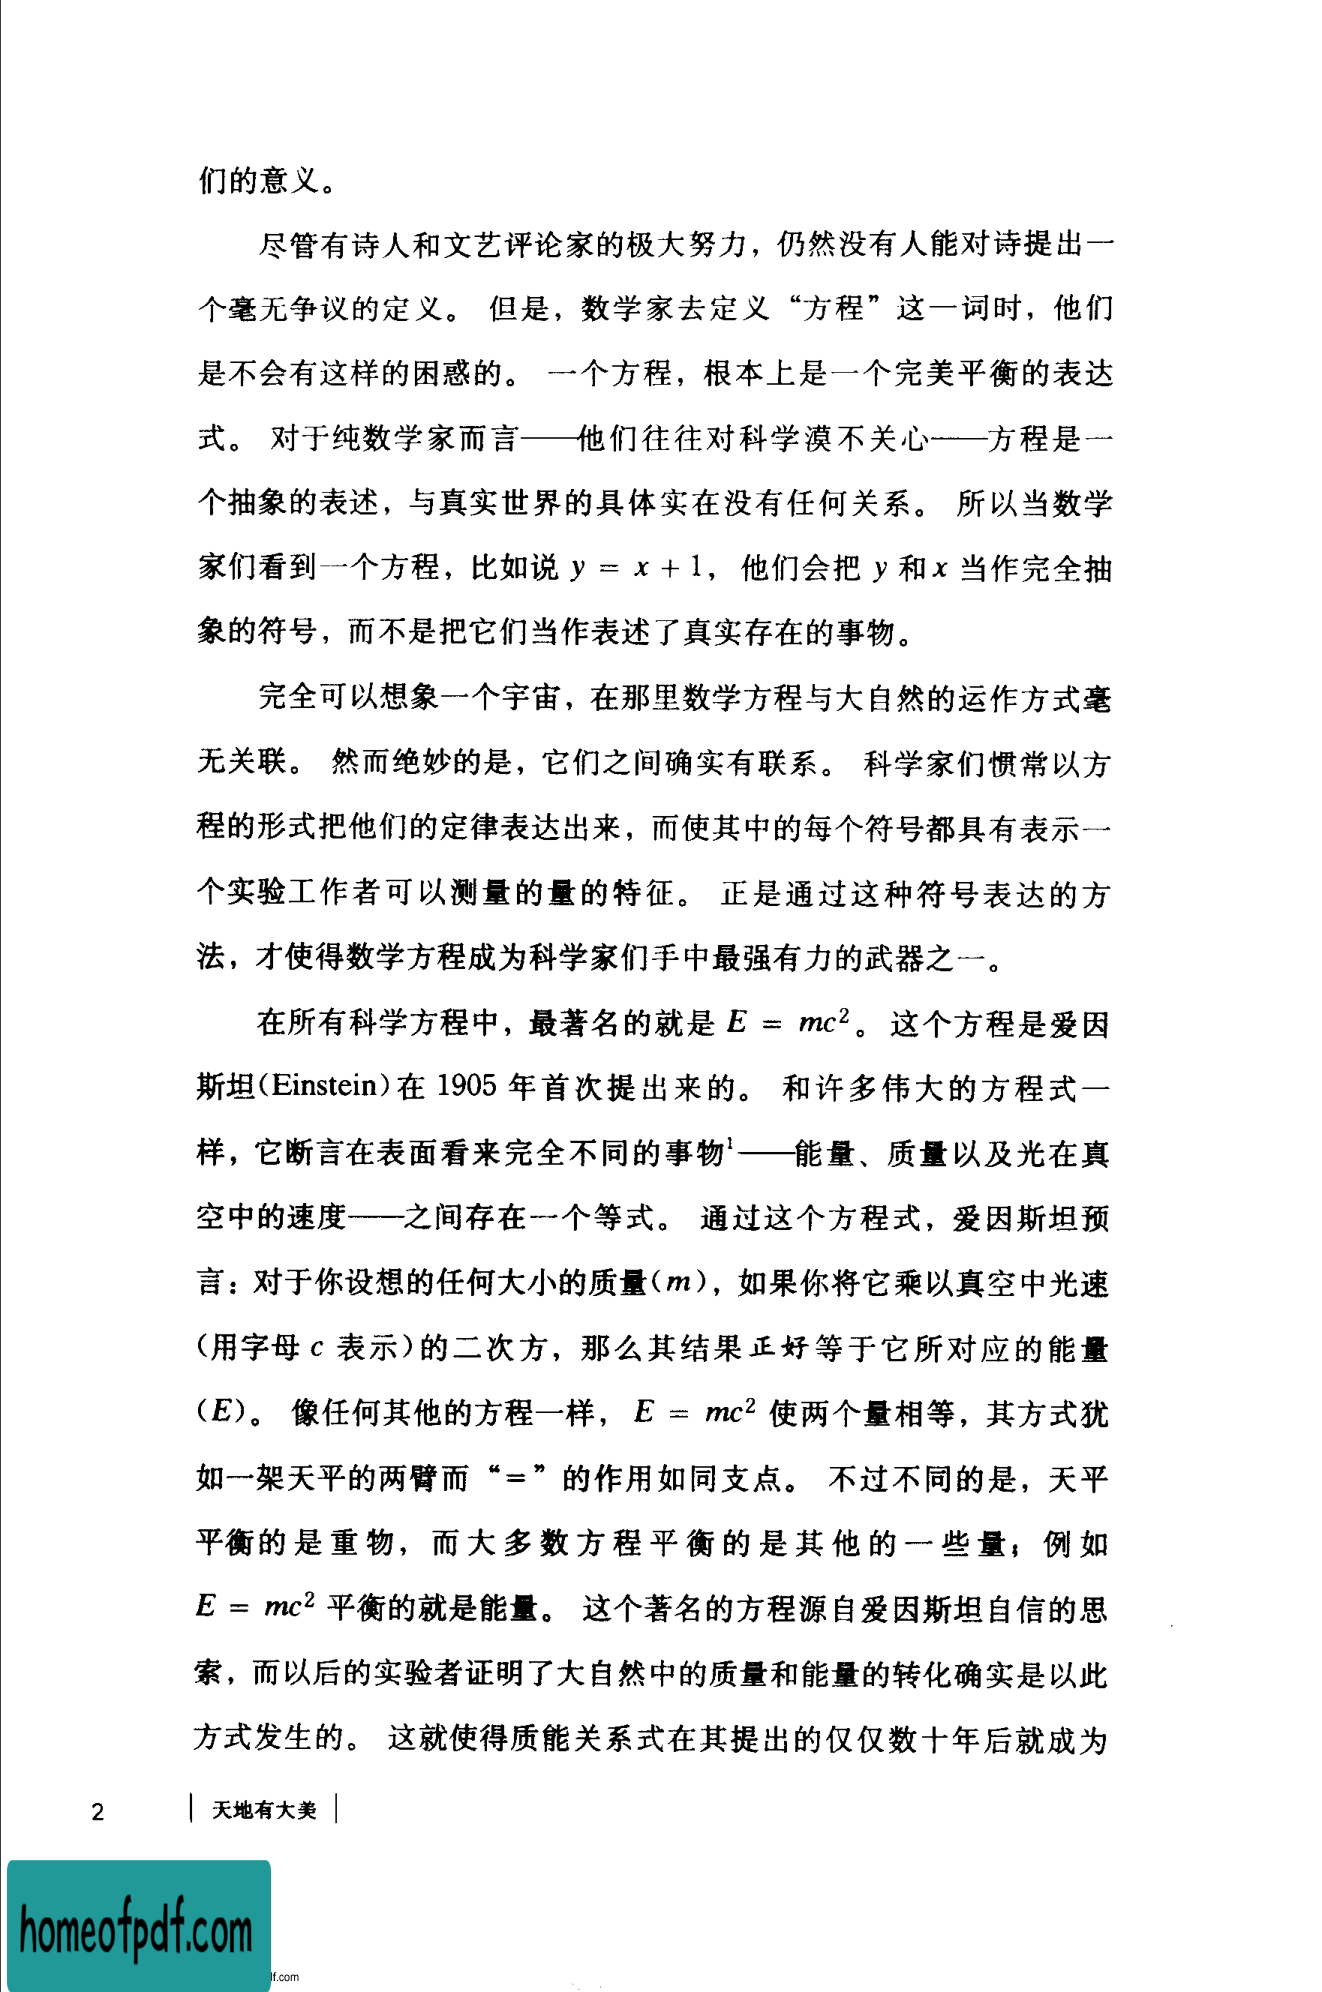 们的意义。
尽管有诗人和文艺评论家的极大努力，仍然没有人能对诗提出一
个毫无争议的定义。 但是，数学家去定义“方程”这一词时，他们
是不会有这样的困惑的。 一个方程，根本上是一个完美平衡的表达
式。 对于纯数学家而言——他们往往对科学漠不关心——方程是一
个抽象的表述，与真实世界的具体实在没有任何关系。 所以当数学
家们看到一个方程，比如说 y = x + 1， 他们会把 y 和 x 当作完全抽
象的符号，而不是把它们当作表述了真实存在的事物。
完全可以想象一个宇宙，在那里数学方程与大自然的运作方式毫
无关联。 然而绝妙的是，它们之间确实有联系。 科学家们惯常以方
程的形式把他们的定律表达出来，而使其中的每个符号都具有表示一
个实验工作者可以测量的量的特征。 正是通过这种符号表达的方
法，才使得数学方程成为科学家们手中最强有力的武器之一。
在所有科学方程中，最著名的就是 E = mc²。 这个方程是爱因
斯坦(Einstein)在 1905 年首次提出来的。 和许多伟大的方程式一
样，它断言在表面看来完全不同的事物¹——能量、质量以及光在真
空中的速度——之间存在一个等式。 通过这个方程式，爱因斯坦预
言：对于你设想的任何大小的质量(m)，如果你将它乘以真空中光速
(用字母 c 表示)的二次方，那么其结果正好等于它所对应的能量
(E)。 像任何其他的方程一样， E = mc² 使两个量相等，其方式犹
如一架天平的两臂而“=”的作用如同支点。 不过不同的是，天平
平衡的是重物，而大多数方程平衡的是其他的一些量；例如
E = mc² 平衡的就是能量。 这个著名的方程源自爱因斯坦自信的思
索，而以后的实验者证明了大自然中的质量和能量的转化确实是以此
方式发生的。 这就使得质能关系式在其提出的仅仅数十年后就成为
2 | 天地有大美 |
homeofpdf.com
lf.com